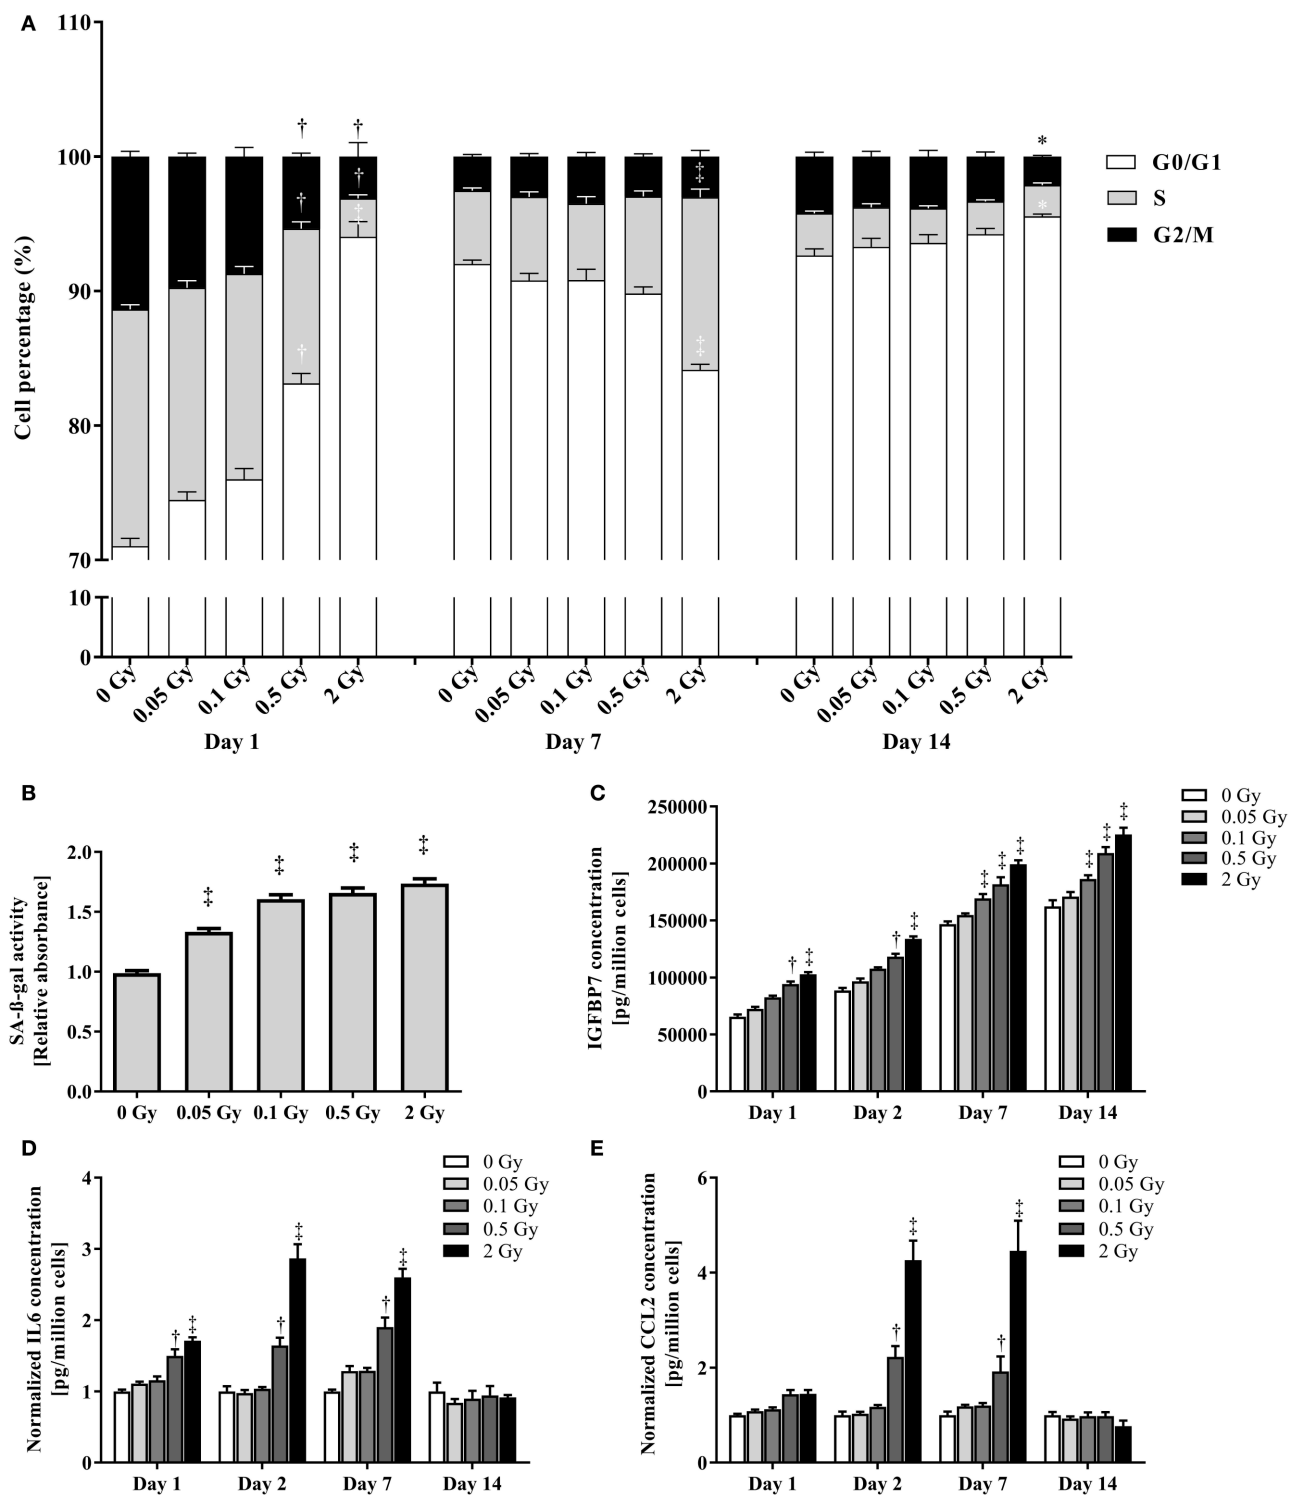 A
110
100
90
80
70
10
0
Cell percentage (%)
† † 
† † ‡ † 
‡ ‡
* *
G0/G1
S
G2/M
0 Gy 0.05 Gy 0.1 Gy 0.5 Gy 2 Gy
0 Gy 0.05 Gy 0.1 Gy 0.5 Gy 2 Gy
0 Gy 0.05 Gy 0.1 Gy 0.5 Gy 2 Gy
Day 1 Day 7 Day 14
B
SA-ß-gal activity
[Relative absorbance]
2.0
1.5
1.0
0.5
0.0
‡ ‡ ‡ ‡
0 Gy 0.05 Gy 0.1 Gy 0.5 Gy 2 Gy
C
IGFBP7 concentration
[pg/million cells]
250000
200000
150000
100000
50000
0
† ‡ † ‡ ‡ ‡ ‡ ‡ ‡ ‡
0 Gy
0.05 Gy
0.1 Gy
0.5 Gy
2 Gy
Day 1 Day 2 Day 7 Day 14
D
Normalized IL6 concentration
[pg/million cells]
4
3
2
1
0
† ‡ † ‡ † ‡
0 Gy
0.05 Gy
0.1 Gy
0.5 Gy
2 Gy
Day 1 Day 2 Day 7 Day 14
E
Normalized CCL2 concentration
[pg/million cells]
6
4
2
0
† ‡ † ‡
0 Gy
0.05 Gy
0.1 Gy
0.5 Gy
2 Gy
Day 1 Day 2 Day 7 Day 14